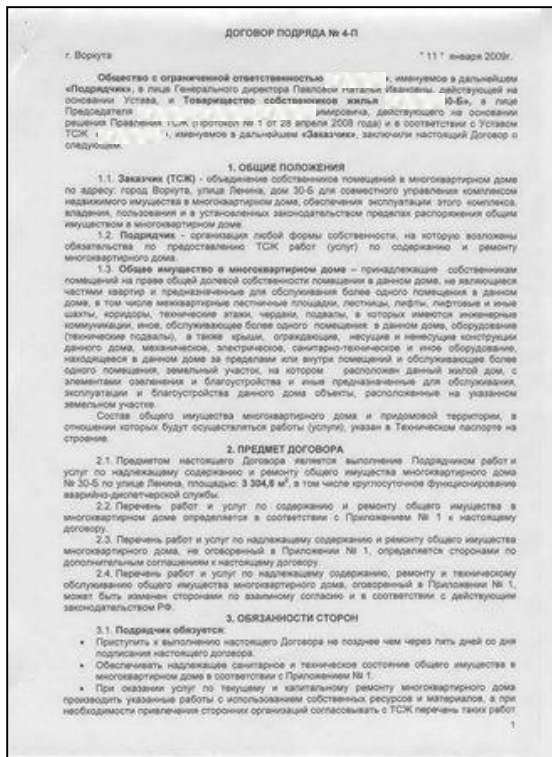 ДОГОВОР ПОДРЯДА № 4-П
г. Воркута "11" января 2009г.
Общество с ограниченной ответственностью , именуемое в дальнейшем
«Подрядчик», в лице Генерального директора Павловой Натальи Ивановны, действующей на
основании Устава, и Товарищество собственников жилья 30-Б», в лице
Председателя имировича, действующего на основании
решения Правления ТСЖ (протокол № 1 от 28 апреля 2008 года) и в соответствии с Уставом
ТСЖ , именуемое в дальнейшем «Заказчик», заключили настоящий Договор о
следующем.
1. ОБЩИЕ ПОЛОЖЕНИЯ
1.1. Заказчик (ТСЖ) - объединение собственников помещений в многоквартирном доме
по адресу: город Воркута, улица Ленина, дом 30-Б для совместного управления комплексом
недвижимого имущества в многоквартирном доме, обеспечения эксплуатации этого комплекса,
владения, пользования и в установленных законодательством пределах распоряжения общим
имуществом в многоквартирном доме.
1.2. Подрядчик - организация любой формы собственности, на которую возложены
обязательства по предоставлению ТСЖ работ (услуг) по содержанию и ремонту
многоквартирного дома.
1.3. Общее имущество в многоквартирном доме – принадлежащие собственникам
помещений на праве общей долевой собственности помещения в данном доме, не являющиеся
частями квартир и предназначенные для обслуживания более одного помещения в данном
доме, в том числе межквартирные лестничные площадки, лестницы, лифты, лифтовые и иные
шахты, коридоры, технические этажи, чердаки, подвалы, в которых имеются инженерные
коммуникации, иное, обслуживающее более одного помещения в данном доме, оборудование
(технические подвалы), а также крыши, ограждающие, несущие и ненесущие конструкции
данного дома, механическое, электрическое, санитарно-техническое и иное оборудование,
находящееся в данном доме за пределами или внутри помещений и обслуживающее более
одного помещения, земельный участок, на котором расположен данный жилой дом, с
элементами озеленения и благоустройства и иные предназначенные для обслуживания,
эксплуатации и благоустройства данного дома объекты, расположенные на указанном
земельном участке.
Состав общего имущества многоквартирного дома и придомовой территории, в
отношении которых будут осуществляться работы (услуги), указан в Техническом паспорте на
строение.
2. ПРЕДМЕТ ДОГОВОРА
2.1. Предметом настоящего Договора является выполнение Подрядчиком работ и
услуг по надлежащему содержанию и ремонту общего имущества многоквартирного дома
№ 30-Б по улице Ленина, площадью: 3 304,6 м², в том числе круглосуточное функционирование
аварийно-диспетчерской службы.
2.2. Перечень работ и услуг по содержанию и ремонту общего имущества в
многоквартирном доме определяется в соответствии с Приложением № 1 к настоящему
договору.
2.3. Перечень работ и услуг по надлежащему содержанию и ремонту общего имущества
многоквартирного дома, не оговоренный в Приложении № 1, определяется сторонами по
дополнительным соглашениям к настоящему договору.
2.4. Перечень работ и услуг по надлежащему содержанию, ремонту и техническому
обслуживанию общего имущества многоквартирного дома, оговоренный в Приложении № 1,
может быть изменен сторонами по взаимному согласию и в соответствии с действующим
законодательством РФ.
3. ОБЯЗАННОСТИ СТОРОН
3.1. Подрядчик обязуется:
• Приступить к выполнению настоящего Договора не позднее чем через пять дней со дня
подписания настоящего договора.
• Обеспечивать надлежащее санитарное и техническое состояние общего имущества в
многоквартирном доме в соответствии с Приложением № 1.
• При оказании услуг по текущему и капитальному ремонту многоквартирного дома
производить указанные работы с использованием собственных ресурсов и материалов, а при
необходимости привлечения сторонних организаций согласовывать с ТСЖ перечень таких работ
1